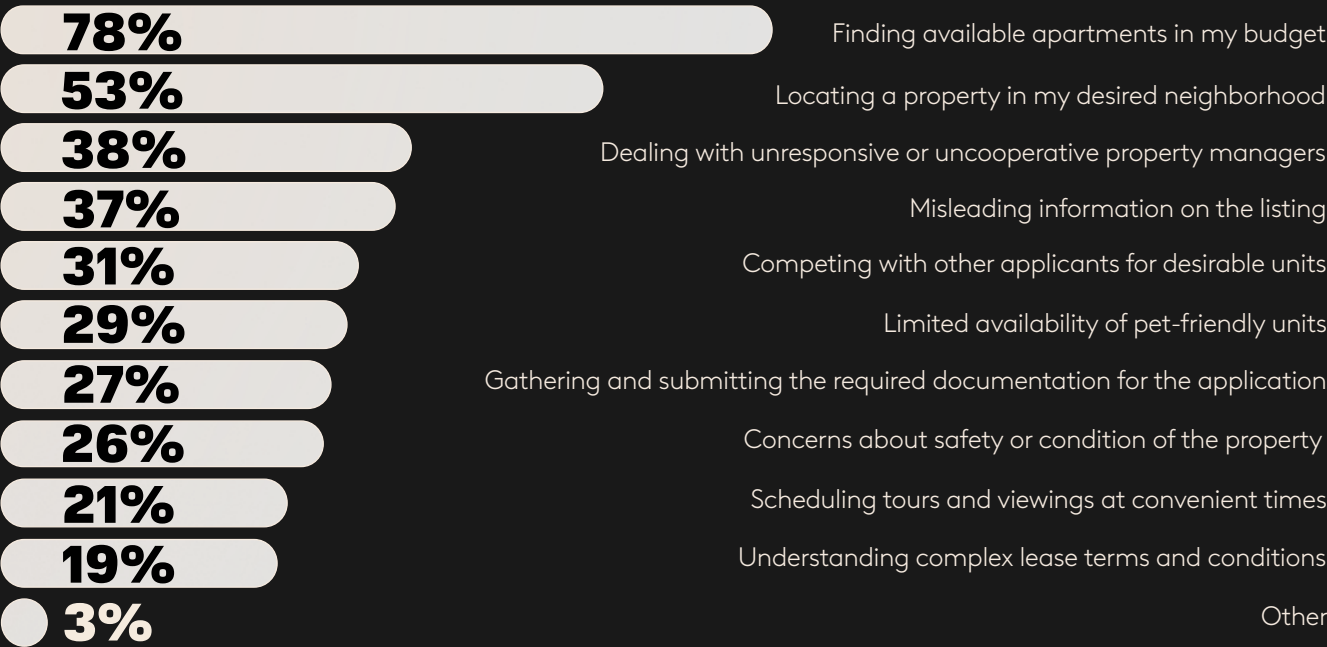 78% Finding available apartments in my budget
53% Locating a property in my desired neighborhood
38% Dealing with unresponsive or uncooperative property managers
37% Misleading information on the listing
31% Competing with other applicants for desirable units
29% Limited availability of pet-friendly units
27% Gathering and submitting the required documentation for the application
26% Concerns about safety or condition of the property
21% Scheduling tours and viewings at convenient times
19% Understanding complex lease terms and conditions
3% Other